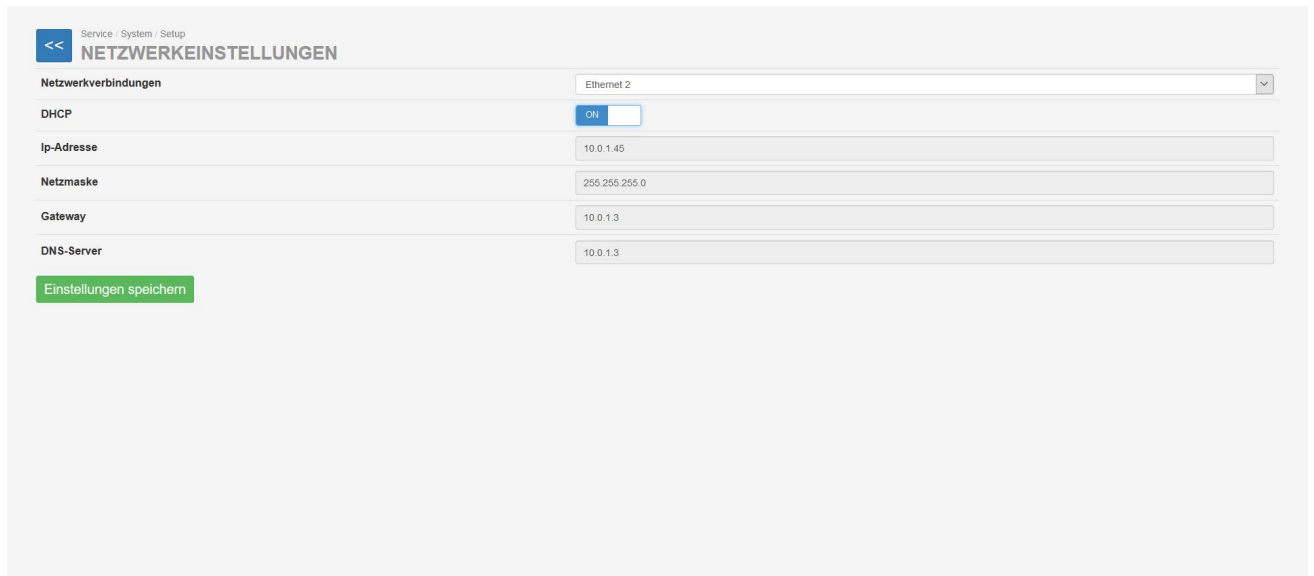 <<
Service / System / Setup
NETZWERKEINSTELLUNGEN
Netzwerkverbindungen
Ethernet 2
DHCP
ON
Ip-Adresse
10.0.1.45
Netzmaske
255.255.255.0
Gateway
10.0.1.3
DNS-Server
10.0.1.3
Einstellungen speichern